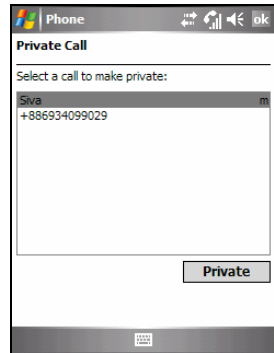 Phone
ok
Private Call
Select a call to make private:
Siva m
+886934099029
Private